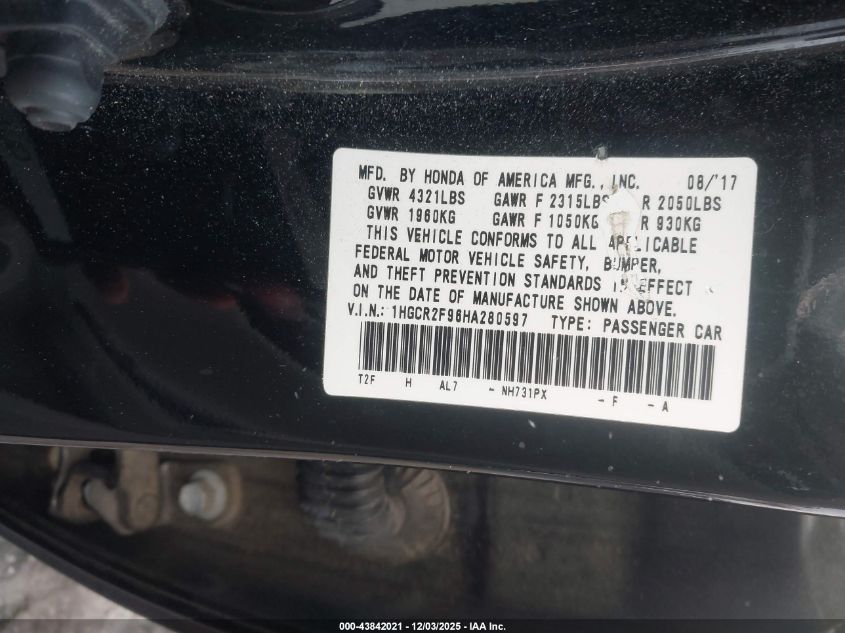 MFD. BY HONDA OF AMERICA MFG., INC. 08/'17
GVWR 4321LBS GAWR F 2315LBS R 2050LBS
GVWR 1960KG GAWR F 1050KG R 930KG
THIS VEHICLE CONFORMS TO ALL APPLICABLE
FEDERAL MOTOR VEHICLE SAFETY, BUMPER,
AND THEFT PREVENTION STANDARDS IN EFFECT
ON THE DATE OF MANUFACTURE SHOWN ABOVE.
V.I.N.: 1HGCR2F96HA280597 TYPE: PASSENGER CAR
T2F H AL7 - NH731PX - F - A
000-43842021 - 12/03/2025 - IAA Inc.